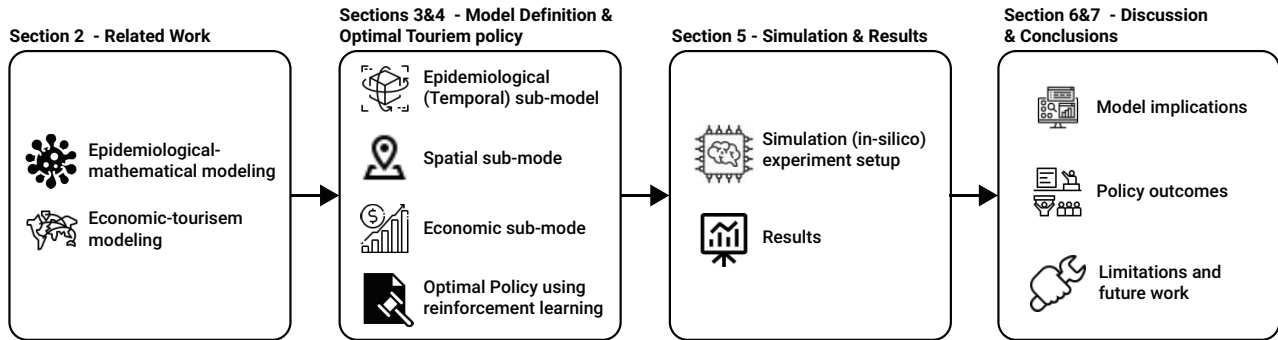 Section 2 - Related Work
Epidemiological-
mathematical modeling
Economic-tourisem
modeling
Sections 3&4 - Model Definition &
Optimal Touriem policy
Epidemiological
(Temporal) sub-model
Spatial sub-mode
Economic sub-mode
Optimal Policy using
reinforcement learning
Section 5 - Simulation & Results
Simulation (in-silico)
experiment setup
Results
Section 6&7 - Discussion
& Conclusions
Model implications
Policy outcomes
Limitations and
future work